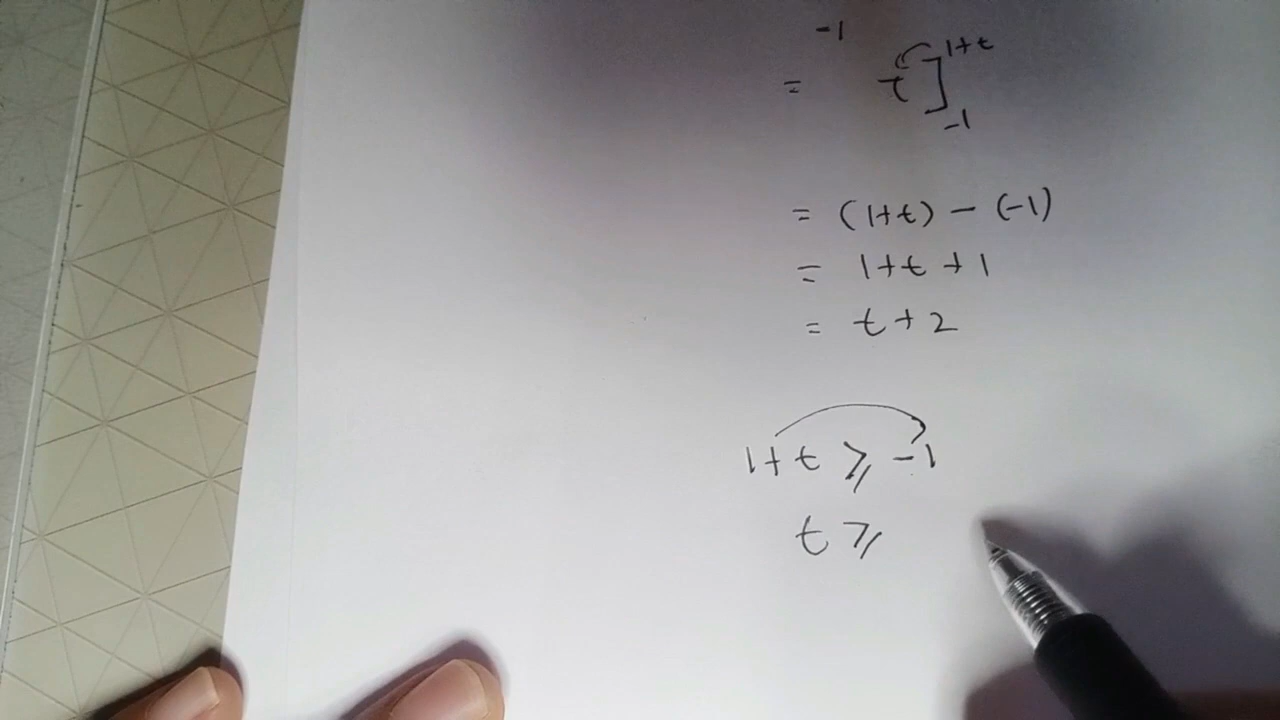 -1
= τ]^{1+t}_{-1}
= (1+t) - (-1)
= 1+t+1
= t+2
1+t ⩾ -1
t ⩾